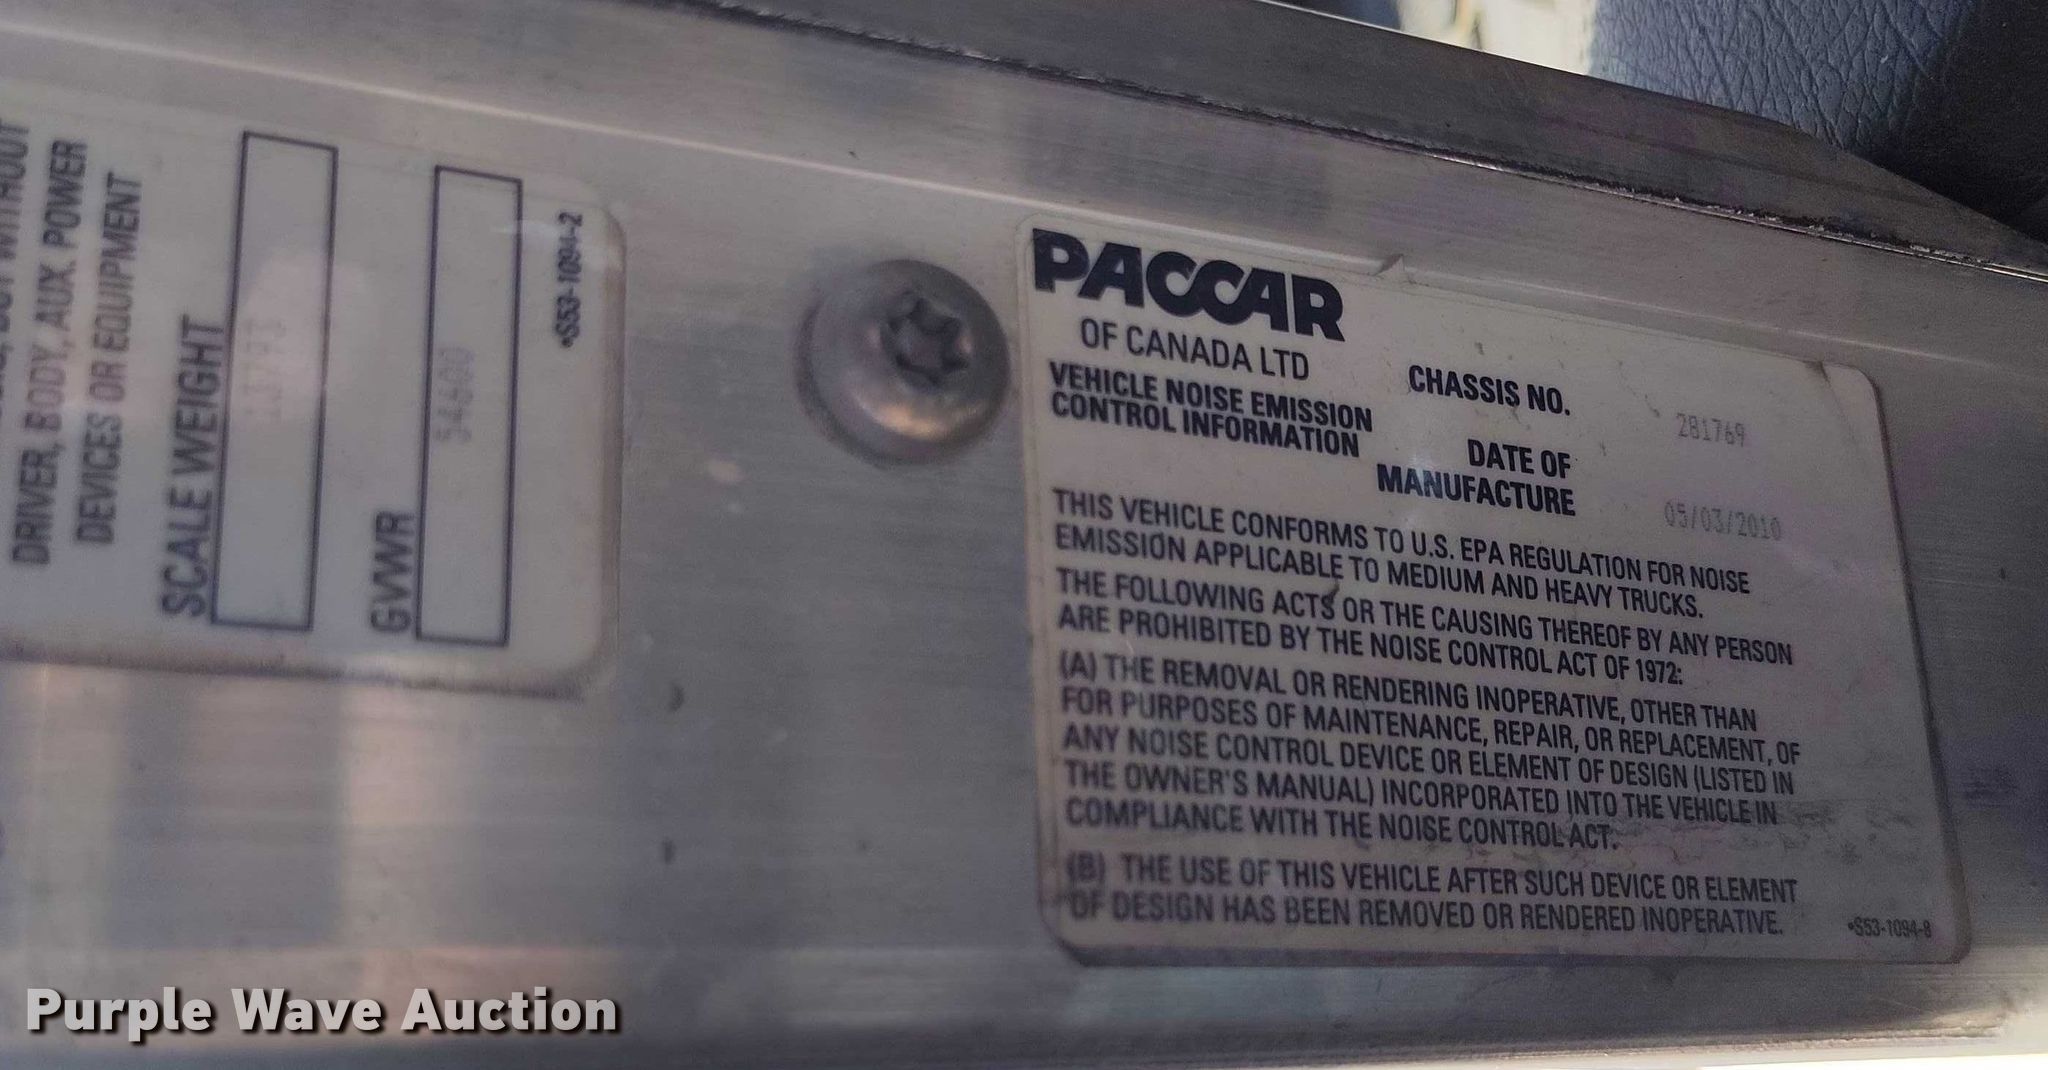 DRIVER, BODY, AUX. POWER
DEVICES OR EQUIPMENT
SCALE WEIGHT
GVWR
54600
•S53-1094-2
PACCAR
OF CANADA LTD
VEHICLE NOISE EMISSION
CONTROL INFORMATION
CHASSIS NO.
281769
DATE OF
MANUFACTURE
05/03/2010
THIS VEHICLE CONFORMS TO U.S. EPA REGULATION FOR NOISE
EMISSION APPLICABLE TO MEDIUM AND HEAVY TRUCKS.
THE FOLLOWING ACTS OR THE CAUSING THEREOF BY ANY PERSON
ARE PROHIBITED BY THE NOISE CONTROL ACT OF 1972:
(A) THE REMOVAL OR RENDERING INOPERATIVE, OTHER THAN
FOR PURPOSES OF MAINTENANCE, REPAIR, OR REPLACEMENT, OF
ANY NOISE CONTROL DEVICE OR ELEMENT OF DESIGN (LISTED IN
THE OWNER'S MANUAL) INCORPORATED INTO THE VEHICLE IN
COMPLIANCE WITH THE NOISE CONTROL ACT.
(B) THE USE OF THIS VEHICLE AFTER SUCH DEVICE OR ELEMENT
OF DESIGN HAS BEEN REMOVED OR RENDERED INOPERATIVE.
•S53-1094-8
Purple Wave Auction